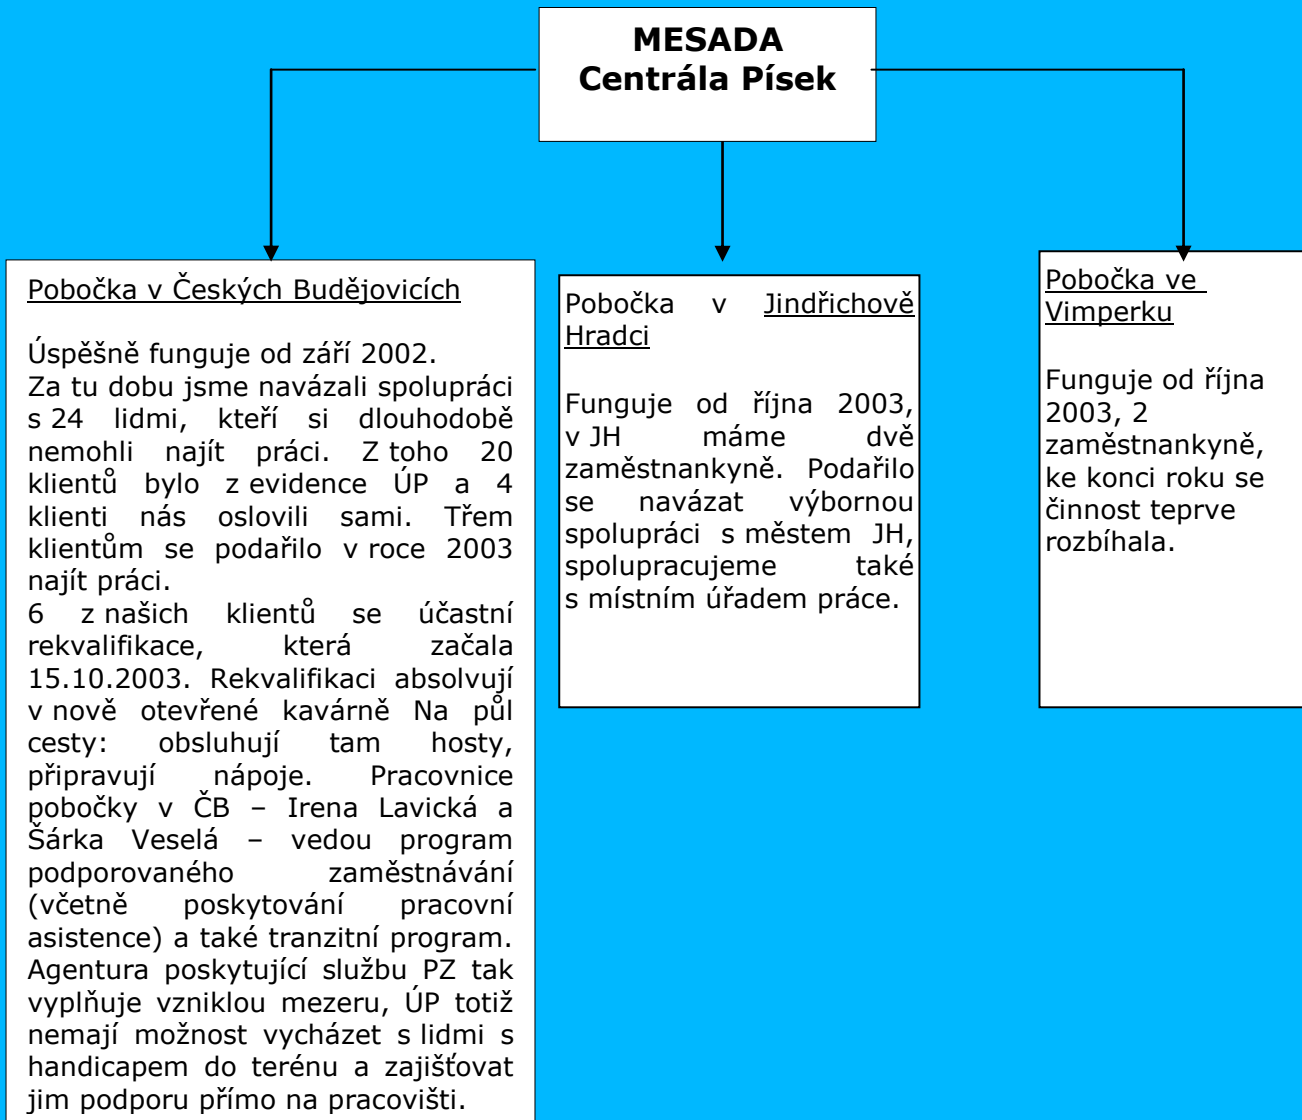 MESADA
Centrála Písek
Pobočka v Českých Budějovicích
Úspěšně funguje od září 2002.
Za tu dobu jsme navázali spolupráci
s 24 lidmi, kteří si dlouhodobě
nemohli najít práci. Z toho 20
klientů bylo z evidence ÚP a 4
klienti nás oslovili sami. Třem
klientům se podařilo v roce 2003
najít práci.
6 z našich klientů se účastní
rekvalifikace, která začala
15.10.2003. Rekvalifikaci absolvují
v nově otevřené kavárně Na půl
cesty: obsluhují tam hosty,
připravují nápoje. Pracovnice
pobočky v ČB – Irena Lavická a
Šárka Veselá – vedou program
podporovaného zaměstnávání
(včetně poskytování pracovní
asistence) a také tranzitní program.
Agentura poskytující službu PZ tak
vyplňuje vzniklou mezeru, ÚP totiž
nemají možnost vycházet s lidmi s
handicapem do terénu a zajišťovat
jim podporu přímo na pracovišti.
Pobočka v Jindřichově
Hradci
Funguje od října 2003,
v JH máme dvě
zaměstnankyně. Podařilo
se navázat výbornou
spolupráci s městem JH,
spolupracujeme také
s místním úřadem práce.
Pobočka ve
Vimperku
Funguje od října
2003, 2
zaměstnankyně,
ke konci roku se
činnost teprve
rozbíhala.